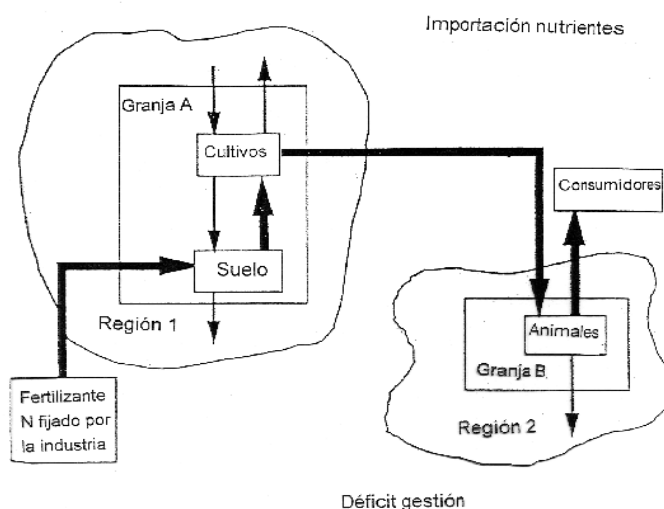 Importación nutrientes
Granja A
Cultivos
Consumidores
Suelo
Región 1
Animales
Granja B
Fertilizante
N fijado por
la industria
Región 2
Déficit gestión